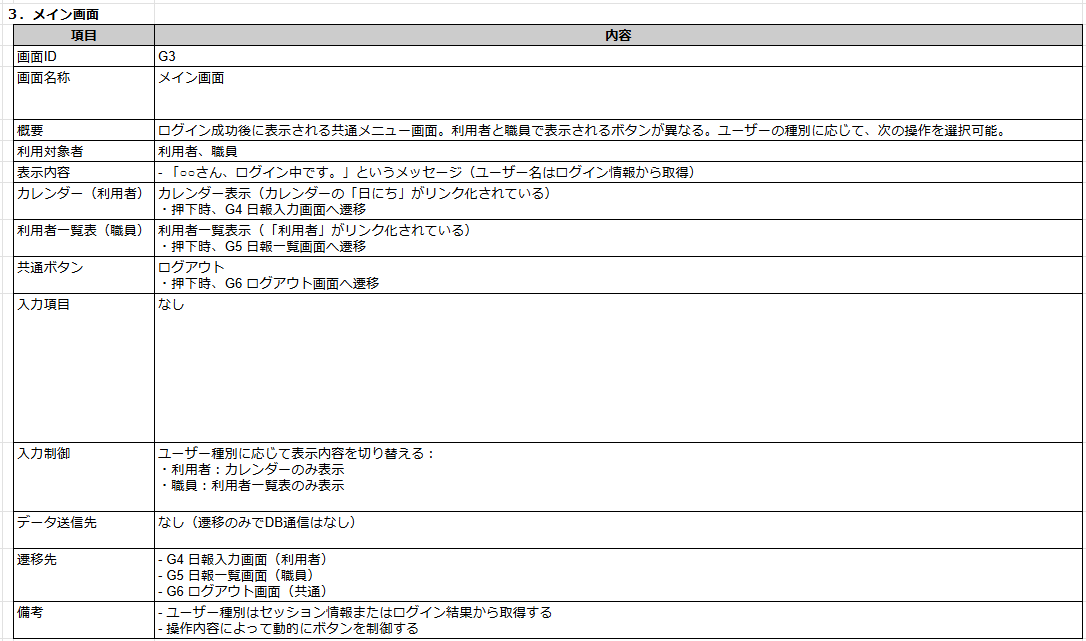 3．メイン画面
項目 内容
画面ID G3
画面名称 メイン画面
概要 ログイン成功後に表示される共通メニュー画面。利用者と職員で表示されるボタンが異なる。ユーザーの種別に応じて、次の操作を選択可能。
利用対象者 利用者、職員
表示内容 - 「○○さん、ログイン中です。」というメッセージ（ユーザー名はログイン情報から取得）
カレンダー（利用者） カレンダー表示（カレンダーの「日にち」がリンク化されている）
・押下時、G4 日報入力画面へ遷移
利用者一覧表（職員） 利用者一覧表示（「利用者」がリンク化されている）
・押下時、G5 日報一覧画面へ遷移
共通ボタン ログアウト
・押下時、G6 ログアウト画面へ遷移
入力項目 なし
入力制御 ユーザー種別に応じて表示内容を切り替える：
・利用者：カレンダーのみ表示
・職員：利用者一覧表のみ表示
データ送信先 なし（遷移のみでDB通信はなし）
遷移先 - G4 日報入力画面（利用者）
- G5 日報一覧画面（職員）
- G6 ログアウト画面（共通）
備考 - ユーザー種別はセッション情報またはログイン結果から取得する
- 操作内容によって動的にボタンを制御する